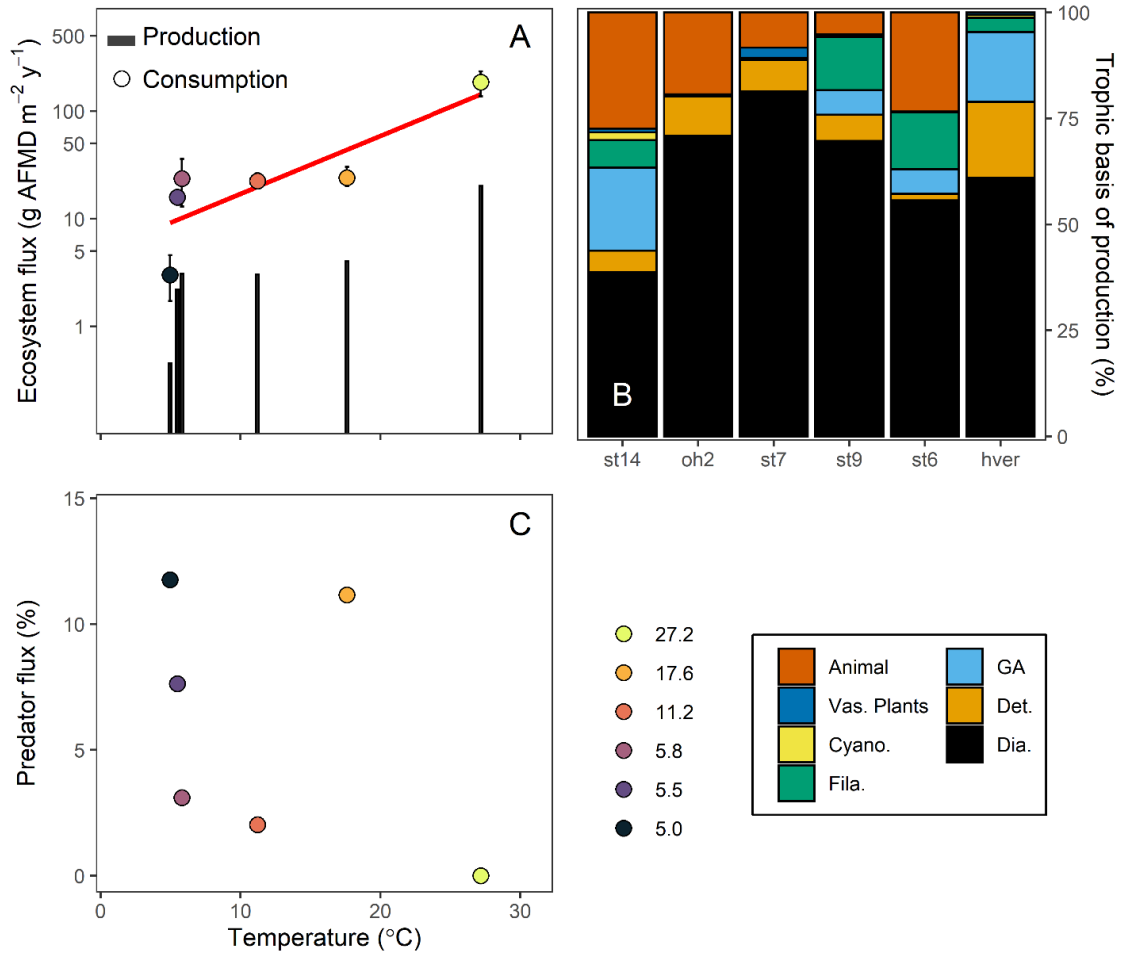 Ecosystem flux (g AFMD m⁻² y⁻¹)
500
100
50
10
5
1
Production
Consumption
A
B
100
75
50
25
0
Trophic basis of production (%)
st14 oh2 st7 st9 st6 hver
Predator flux (%)
15
10
5
0
C
0 10 20 30
Temperature (°C)
27.2
17.6
11.2
5.8
5.5
5.0
Animal
Vas. Plants
Cyano.
Fila.
GA
Det.
Dia.